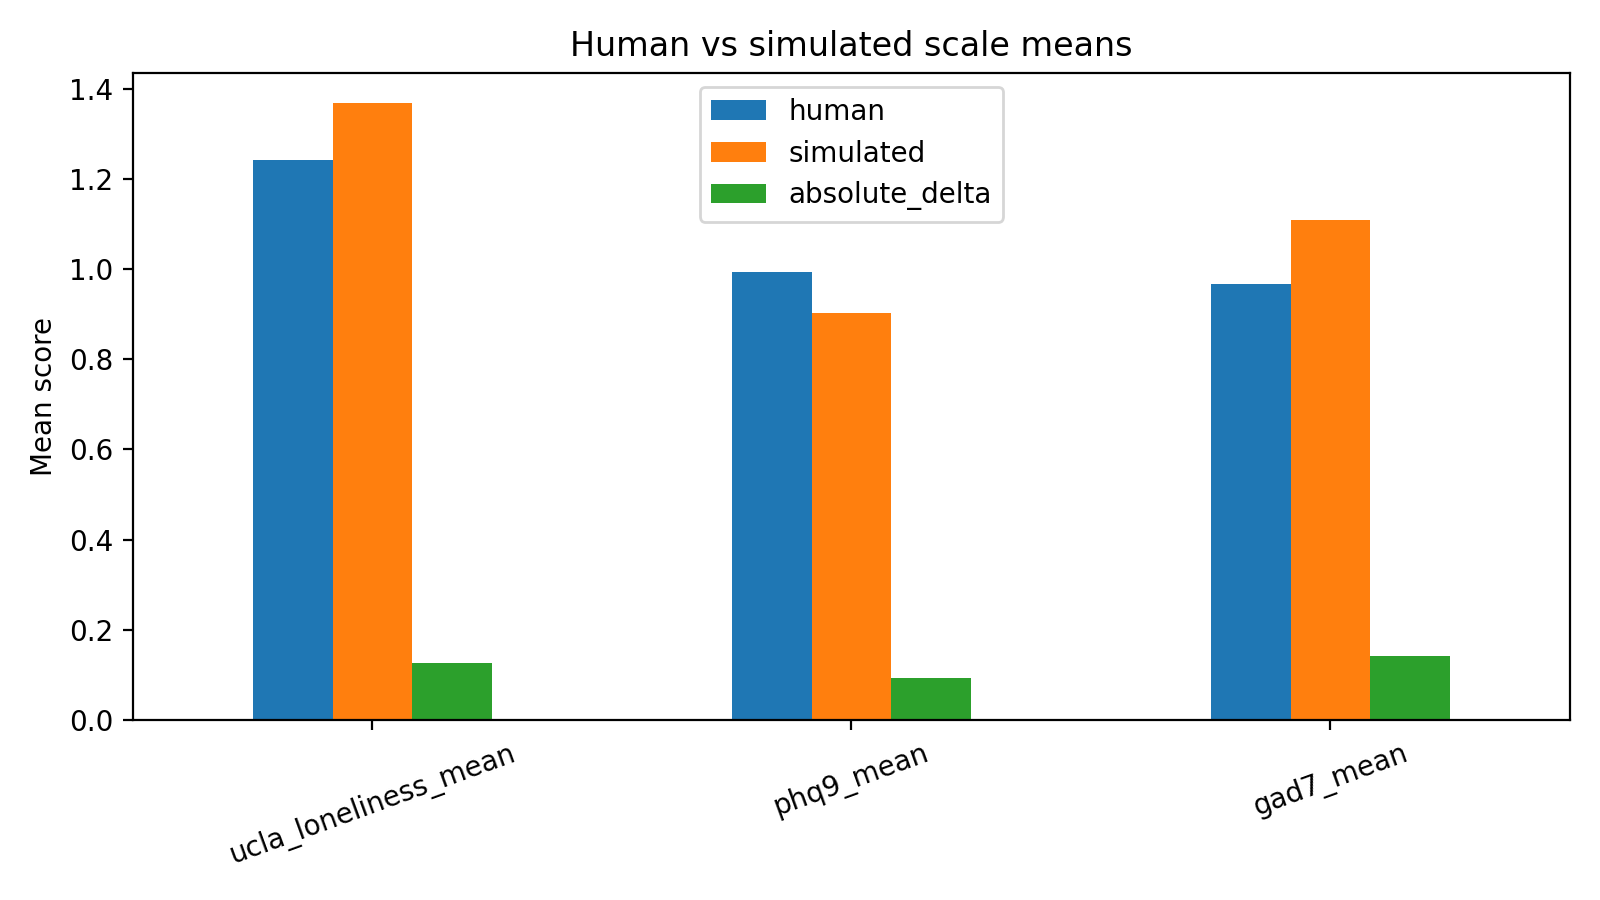 Human vs simulated scale means
human
simulated
absolute_delta
Mean score
1.4
1.2
1.0
0.8
0.6
0.4
0.2
0.0
ucla_loneliness_mean
phq9_mean
gad7_mean